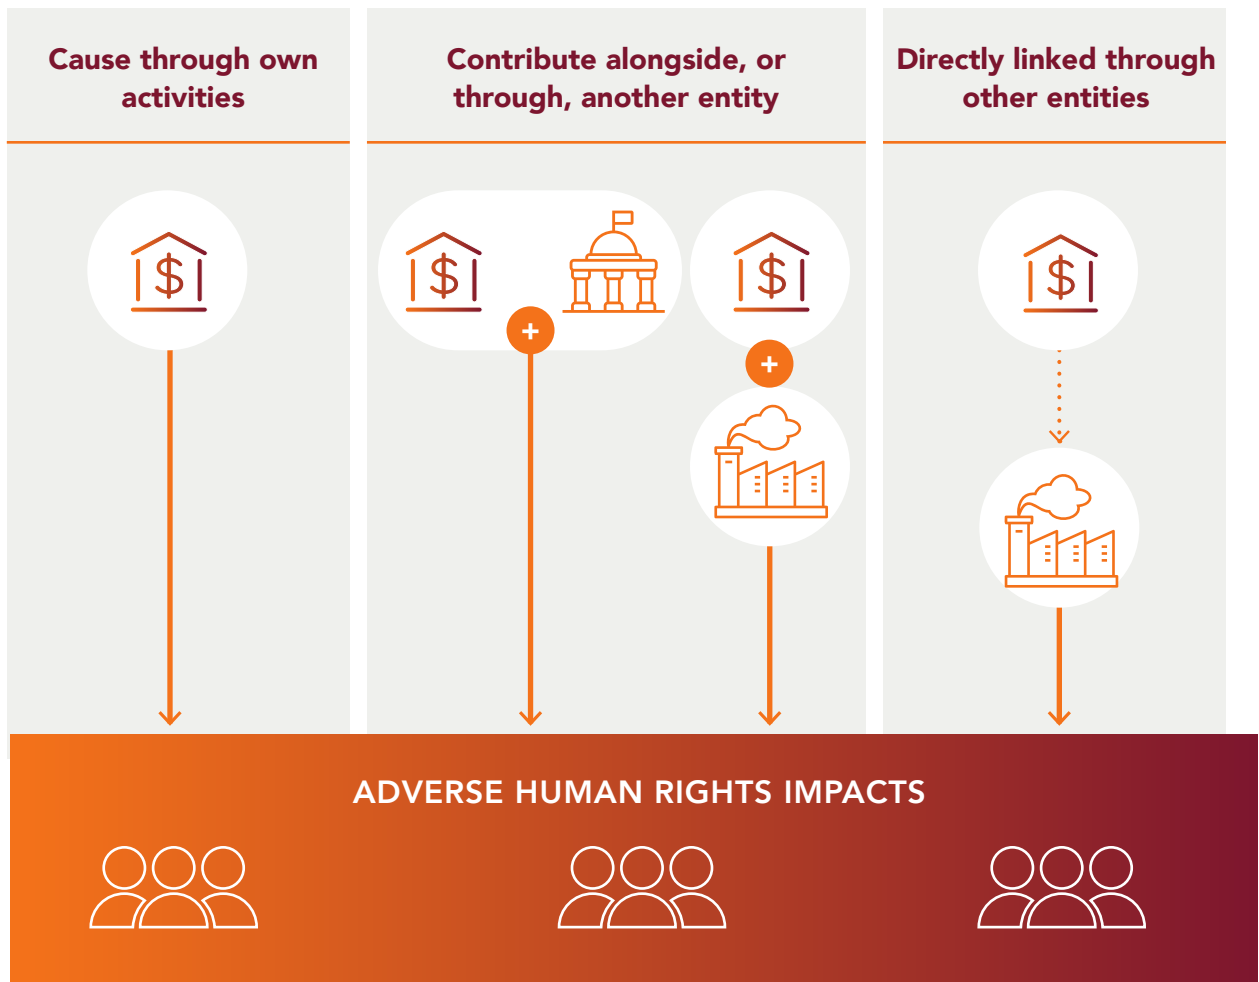 Cause through own
activities
Contribute alongside, or
through, another entity
Directly linked through
other entities
$
$
$
$
+
+
ADVERSE HUMAN RIGHTS IMPACTS